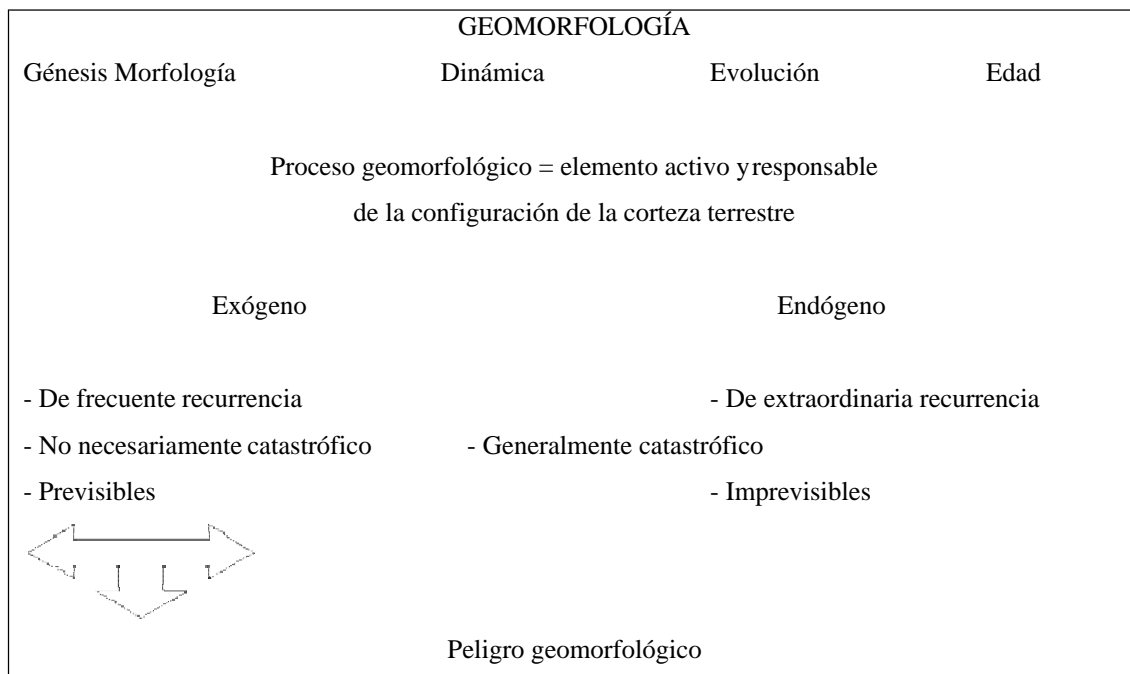 GEOMORFOLOGÍA
Génesis Morfología Dinámica Evolución Edad
Proceso geomorfológico = elemento activo y responsable
de la configuración de la corteza terrestre
Exógeno Endógeno
- De frecuente recurrencia - De extraordinaria recurrencia
- No necesariamente catastrófico - Generalmente catastrófico
- Previsibles - Imprevisibles
Peligro geomorfológico